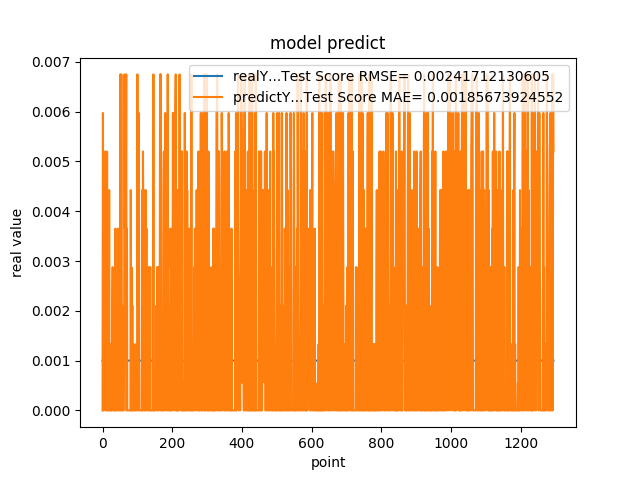 model predict
realY...Test Score RMSE= 0.00241712130605
predictY...Test Score MAE= 0.00185673924552
0.007
0.006
0.005
0.004
0.003
0.002
0.001
0.000
real value
0 200 400 600 800 1000 1200
point